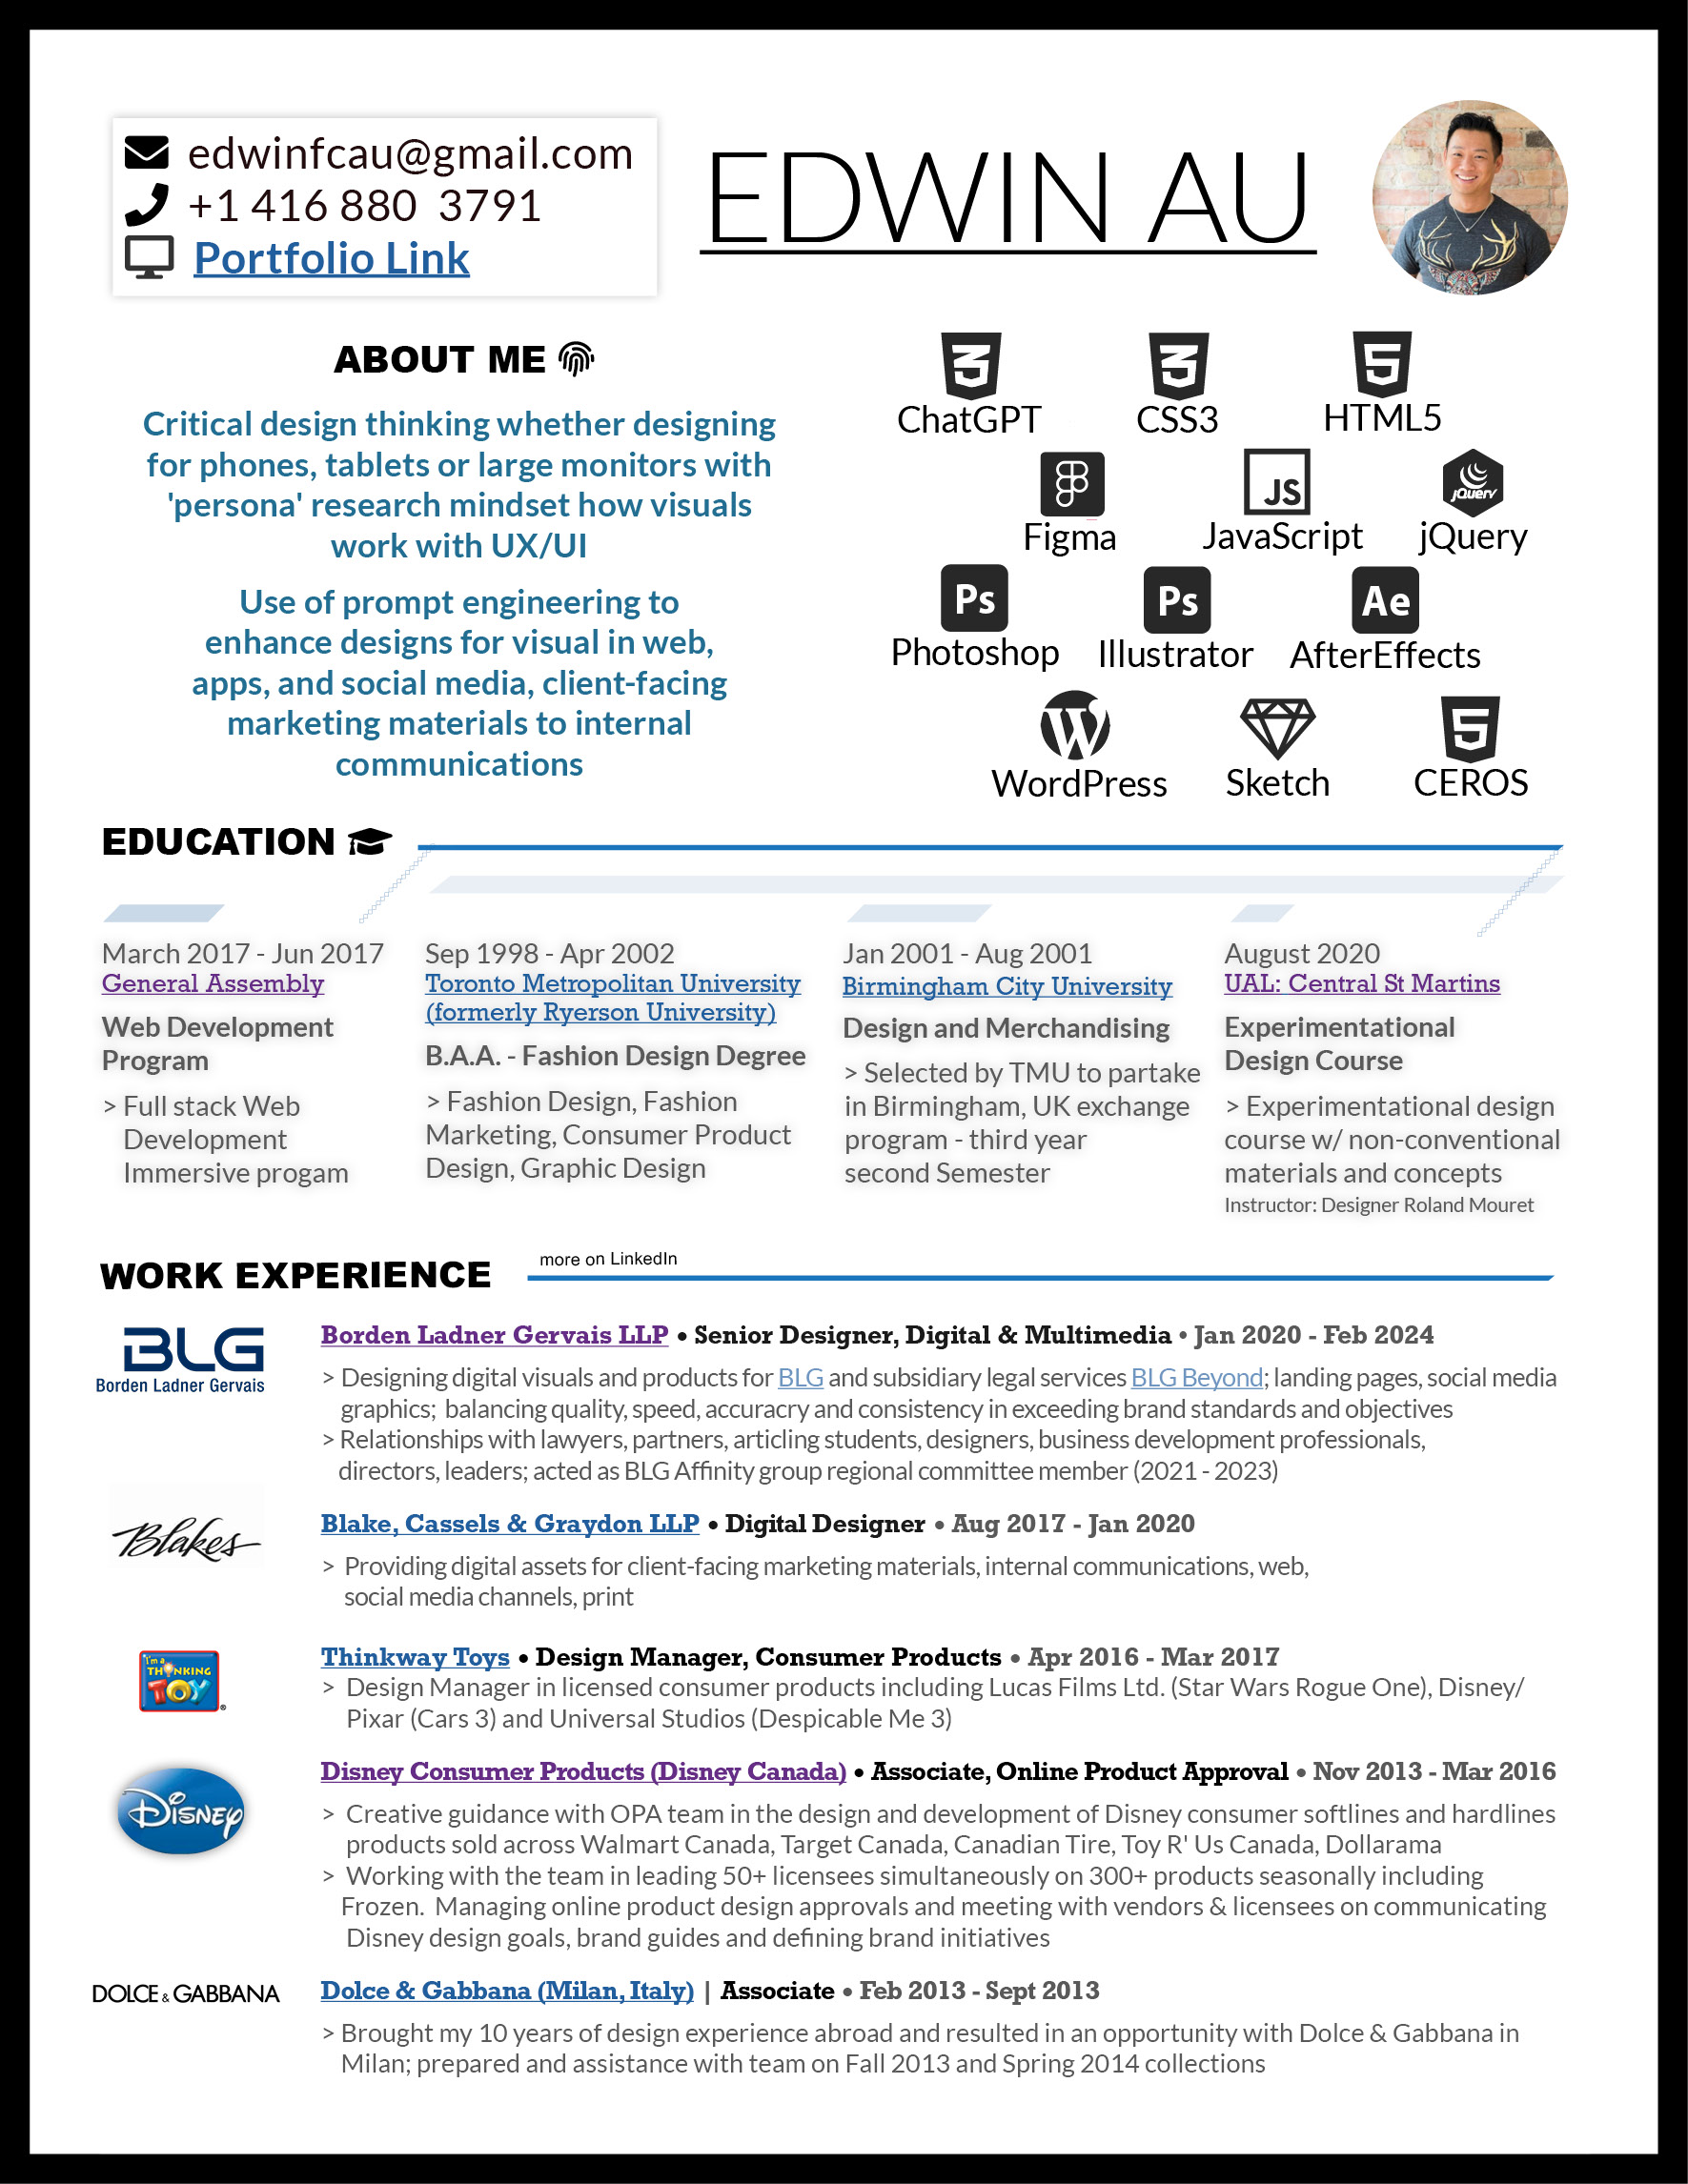 edwinfcau@gmail.com
+1 416 880 3791
Portfolio Link
EDWIN AU
ABOUT ME
Critical design thinking whether designing
for phones, tablets or large monitors with
'persona' research mindset how visuals
work with UX/UI
Use of prompt engineering to
enhance designs for visual in web,
apps, and social media, client-facing
marketing materials to internal
communications
ChatGPT
CSS3
HTML5
Figma
JS
JavaScript
jQuery
jQuery
Ps
Photoshop
Ps
Illustrator
Ae
AfterEffects
WordPress
Sketch
CEROS
EDUCATION
March 2017 - Jun 2017
General Assembly
Web Development
Program
> Full stack Web
Development
Immersive progam
Sep 1998 - Apr 2002
Toronto Metropolitan University
(formerly Ryerson University)
B.A.A. - Fashion Design Degree
> Fashion Design, Fashion
Marketing, Consumer Product
Design, Graphic Design
Jan 2001 - Aug 2001
Birmingham City University
Design and Merchandising
> Selected by TMU to partake
in Birmingham, UK exchange
program - third year
second Semester
August 2020
UAL: Central St Martins
Experimentational
Design Course
> Experimentational design
course w/ non-conventional
materials and concepts
Instructor: Designer Roland Mouret
WORK EXPERIENCE
more on LinkedIn
BLG
Borden Ladner Gervais
Borden Ladner Gervais LLP • Senior Designer, Digital & Multimedia • Jan 2020 - Feb 2024
> Designing digital visuals and products for BLG and subsidiary legal services BLG Beyond; landing pages, social media
graphics; balancing quality, speed, accuracry and consistency in exceeding brand standards and objectives
> Relationships with lawyers, partners, articling students, designers, business development professionals,
directors, leaders; acted as BLG Affinity group regional committee member (2021 - 2023)
Blakes
Blake, Cassels & Graydon LLP • Digital Designer • Aug 2017 - Jan 2020
> Providing digital assets for client-facing marketing materials, internal communications, web,
social media channels, print
I'm a
THINKING
TOY
®
Thinkway Toys • Design Manager, Consumer Products • Apr 2016 - Mar 2017
> Design Manager in licensed consumer products including Lucas Films Ltd. (Star Wars Rogue One), Disney/
Pixar (Cars 3) and Universal Studios (Despicable Me 3)
Disney
Disney Consumer Products (Disney Canada) • Associate, Online Product Approval • Nov 2013 - Mar 2016
> Creative guidance with OPA team in the design and development of Disney consumer softlines and hardlines
products sold across Walmart Canada, Target Canada, Canadian Tire, Toy R' Us Canada, Dollarama
> Working with the team in leading 50+ licensees simultaneously on 300+ products seasonally including
Frozen. Managing online product design approvals and meeting with vendors & licensees on communicating
Disney design goals, brand guides and defining brand initiatives
DOLCE & GABBANA
Dolce & Gabbana (Milan, Italy) | Associate • Feb 2013 - Sept 2013
> Brought my 10 years of design experience abroad and resulted in an opportunity with Dolce & Gabbana in
Milan; prepared and assistance with team on Fall 2013 and Spring 2014 collections